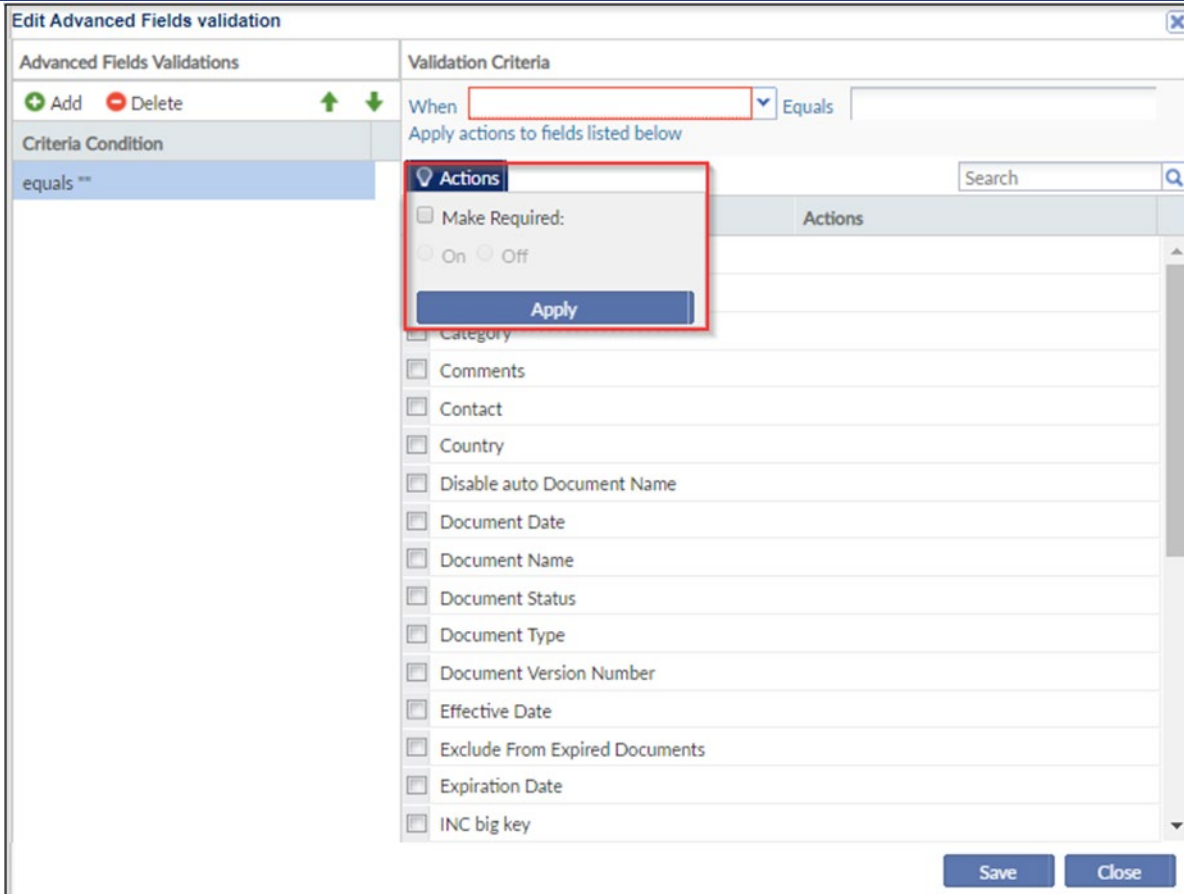 Edit Advanced Fields validation
Advanced Fields Validations
Validation Criteria
Add Delete
When Equals
Apply actions to fields listed below
Criteria Condition
equals ""
Actions
Search
Make Required:
Actions
On Off
Apply
Category
Comments
Contact
Country
Disable auto Document Name
Document Date
Document Name
Document Status
Document Type
Document Version Number
Effective Date
Exclude From Expired Documents
Expiration Date
INC big key
Save Close